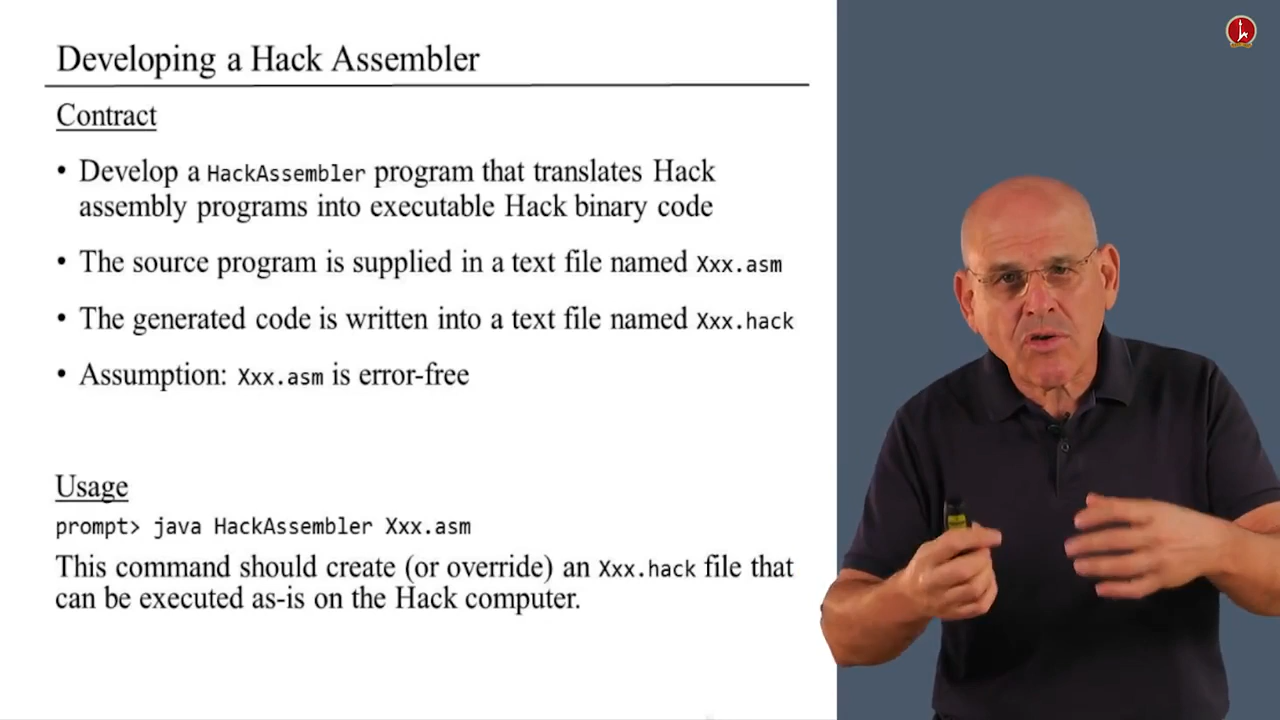 Developing a Hack Assembler
Contract
• Develop a HackAssembler program that translates Hack
assembly programs into executable Hack binary code
• The source program is supplied in a text file named Xxx.asm
• The generated code is written into a text file named Xxx.hack
• Assumption: Xxx.asm is error-free
Usage
prompt> java HackAssembler Xxx.asm
This command should create (or override) an Xxx.hack file that
can be executed as-is on the Hack computer.